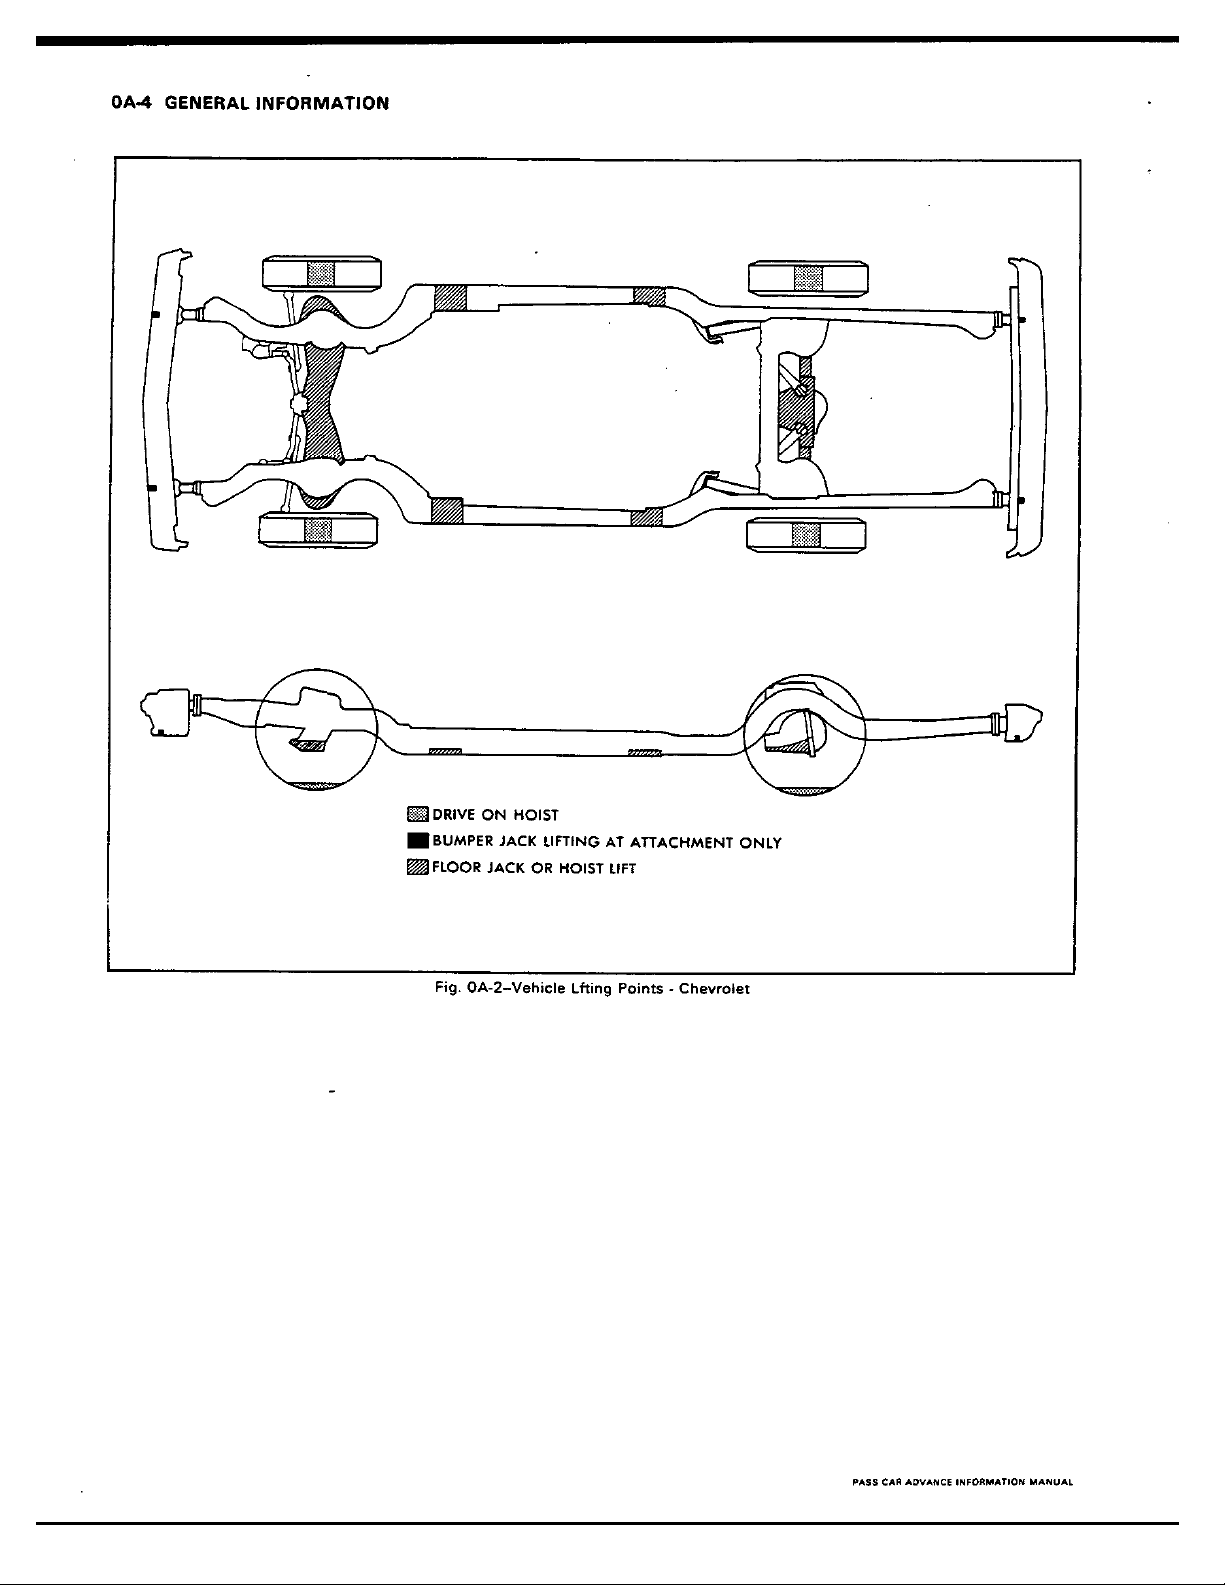 0A-4 GENERAL INFORMATION
DRIVE ON HOIST
BUMPER JACK LIFTING AT ATTACHMENT ONLY
FLOOR JACK OR HOIST LIFT
Fig. 0A-2–Vehicle Lfting Points - Chevrolet
PASS CAR ADVANCE INFORMATION MANUAL